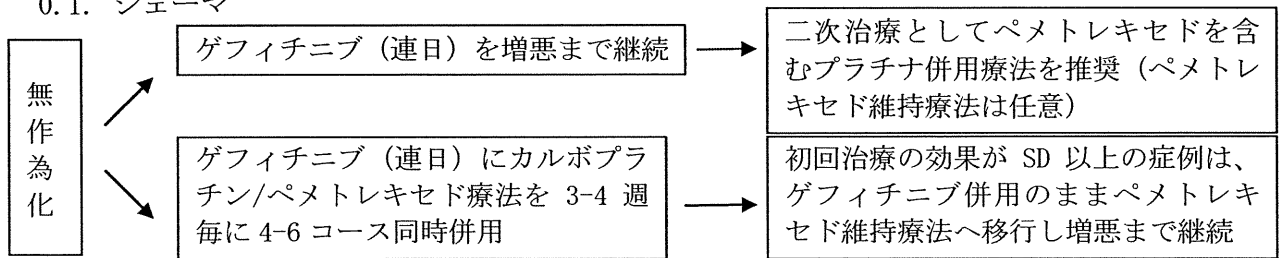 0.1. シェーマ
無作為化
ゲフィチニブ (連日) を増悪まで継続
二次治療としてペメトレキセドを含
むプラチナ併用療法を推奨 (ペメトレ
キセド維持療法は任意)
ゲフィチニブ (連日) にカルボプラ
チン/ペメトレキセド療法を 3-4 週
毎に 4-6 コース同時併用
初回治療の効果が SD 以上の症例は、
ゲフィチニブ併用のままペメトレキ
セド維持療法へ移行し増悪まで継続